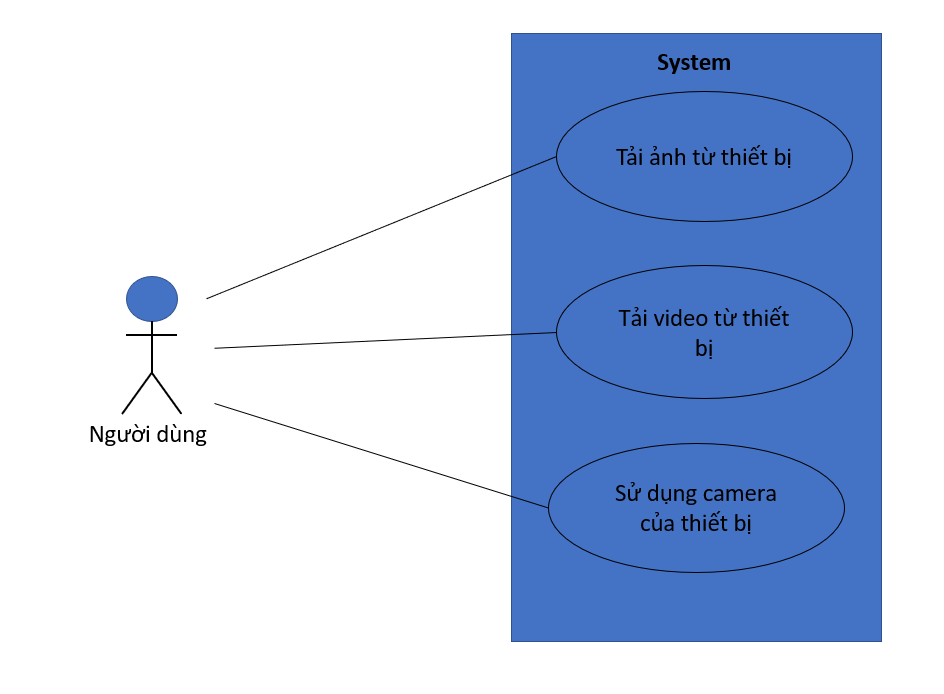 System
Tải ảnh từ thiết bị
Tải video từ thiết
bị
Người dùng
Sử dụng camera
của thiết bị